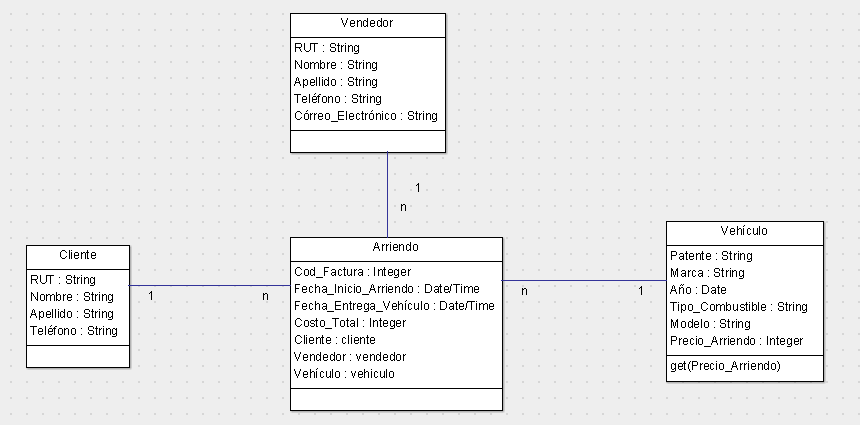 Vendedor
RUT : String
Nombre : String
Apellido : String
Teléfono : String
Córreo_Electrónico : String
1
n
Cliente
RUT : String
Nombre : String
Apellido : String
Teléfono : String
1
n
Arriendo
Cod_Factura : Integer
Fecha_Inicio_Arriendo : Date/Time
Fecha_Entrega_Vehículo : Date/Time
Costo_Total : Integer
Cliente : cliente
Vendedor : vendedor
Vehículo : vehiculo
n
1
Vehículo
Patente : String
Marca : String
Año : Date
Tipo_Combustible : String
Modelo : String
Precio_Arriendo : Integer
get(Precio_Arriendo)